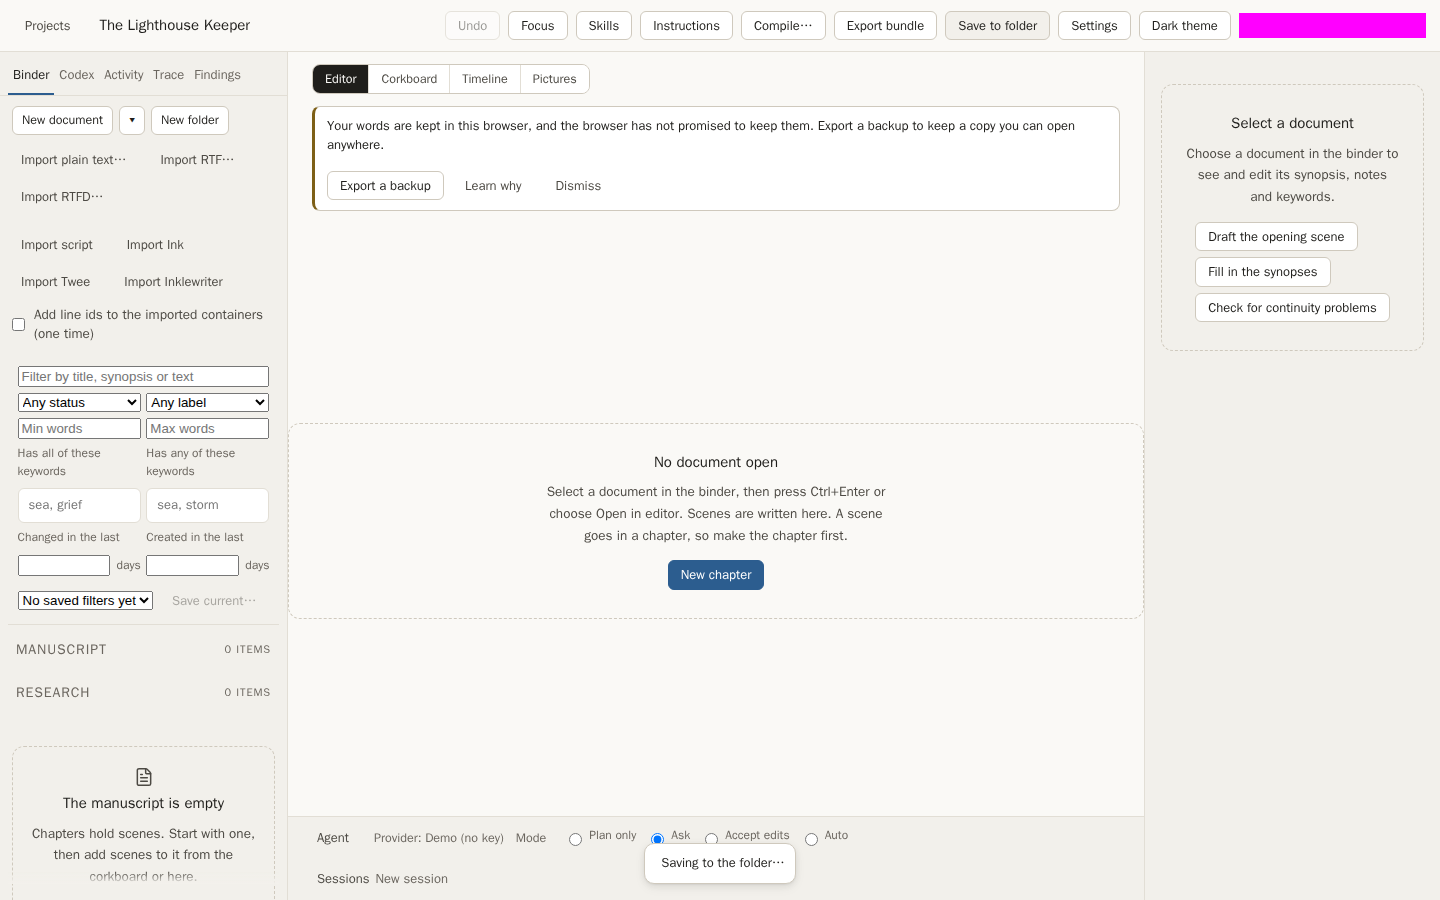 Projects
The Lighthouse Keeper
Undo
Focus
Skills
Instructions
Compile···
Export bundle
Save to folder
Settings
Dark theme
Binder
Codex
Activity
Trace
Findings
New document
▾
New folder
Import plain text···
Import RTF···
Import RTFD···
Import script
Import Ink
Import Twee
Import Inklewriter
Add line ids to the imported containers
(one time)
Filter by title, synopsis or text
Any status
Any label
Min words
Max words
Has all of these
keywords
Has any of these
keywords
sea, grief
sea, storm
Changed in the last
Created in the last
days
days
No saved filters yet
Save current···
MANUSCRIPT
0 ITEMS
RESEARCH
0 ITEMS
The manuscript is empty
Chapters hold scenes. Start with one,
then add scenes to it from the
corkboard or here.
Editor
Corkboard
Timeline
Pictures
Your words are kept in this browser, and the browser has not promised to keep them. Export a backup to keep a copy you can open
anywhere.
Export a backup
Learn why
Dismiss
No document open
Select a document in the binder, then press Ctrl+Enter or
choose Open in editor. Scenes are written here. A scene
goes in a chapter, so make the chapter first.
New chapter
Agent
Provider: Demo (no key)
Mode
Plan only
Ask
Accept edits
Auto
Saving to the folder···
Sessions
New session
Select a document
Choose a document in the binder to
see and edit its synopsis, notes
and keywords.
Draft the opening scene
Fill in the synopses
Check for continuity problems